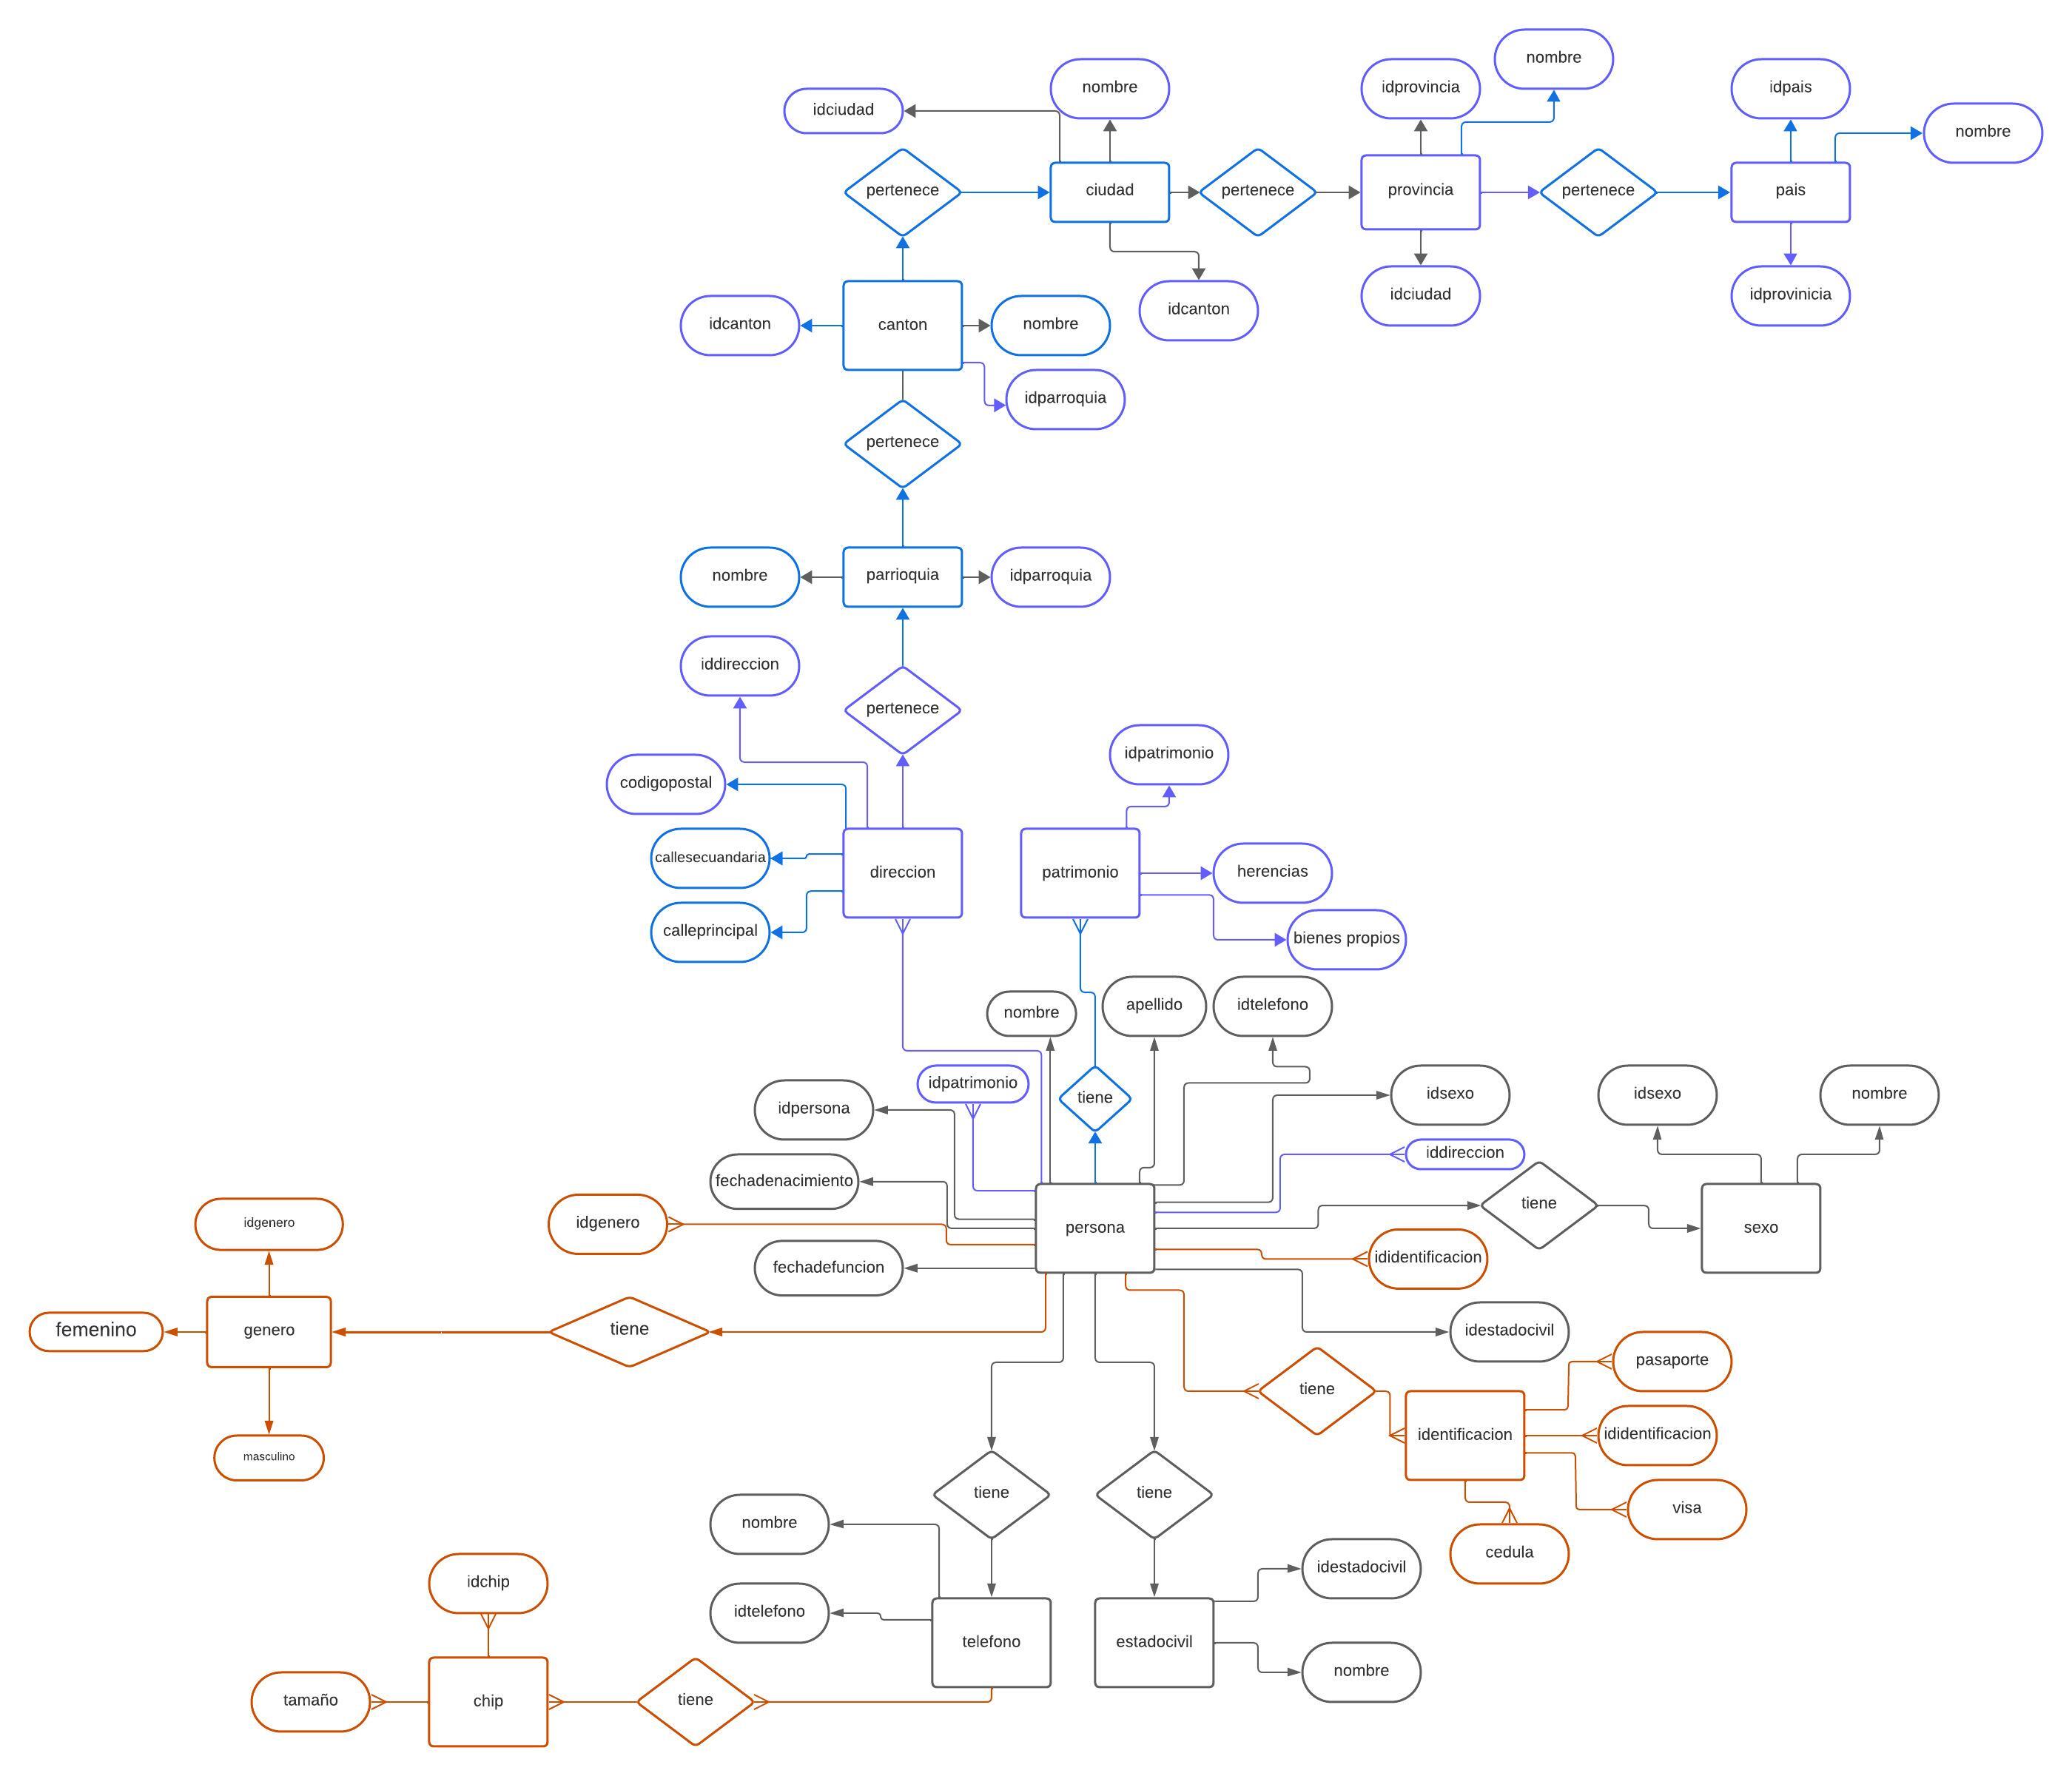 nombre
idpais
idprovincia
nombre
idciudad
nombre
pertenece
ciudad
pertenece
provincia
pertenece
pais
idciudad
idprovinicia
idcanton
idcanton
canton
nombre
idparroquia
pertenece
nombre
parrioquia
idparroquia
iddireccion
pertenece
idpatrimonio
codigopostal
callesecuandaria
direccion
patrimonio
herencias
calleprincipal
bienes propios
nombre
apellido
idtelefono
idpatrimonio
tiene
idpersona
idsexo
idsexo
nombre
iddireccion
fechadenacimiento
tiene
idgenero
idgenero
persona
sexo
ididentificacion
fechadefuncion
femenino
genero
tiene
idestadocivil
pasaporte
tiene
identificacion
ididentificacion
masculino
tiene
tiene
visa
nombre
cedula
idchip
idestadocivil
idtelefono
telefono
estadocivil
nombre
tamaño
chip
tiene